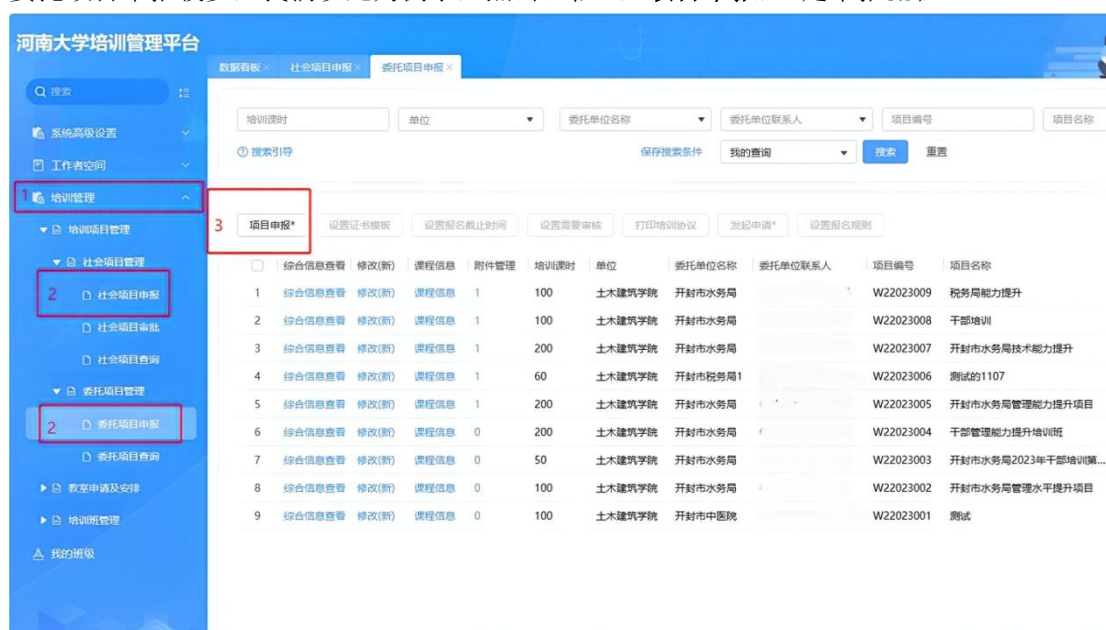 河南大学培训管理平台
数据看板 社会项目申报 委托项目申报
搜索
系统高级设置
工作者空间
1 培训管理
培训项目管理
社会项目管理
2 社会项目申报
社会项目审批
社会项目查询
委托项目管理
2 委托项目申报
委托项目查询
教室申请及安排
培训班管理
我的班级
培训课时 单位 委托单位名称 委托单位联系人 项目编号 项目名称
搜索引导 保存搜索条件 我的查询 搜索 重置
3 项目申报* 设置证书模板 设置报名截止时间 设置需要审核 打印培训协议 发起申请* 设置报名规则
综合信息查看 修改(新) 课程信息 附件管理 培训课时 单位 委托单位名称 委托单位联系人 项目编号 项目名称
1 综合信息查看 修改(新) 课程信息 1 100 土木建筑学院 开封市水务局 W22023009 税务局能力提升
2 综合信息查看 修改(新) 课程信息 1 100 土木建筑学院 开封市水务局 W22023008 干部培训
3 综合信息查看 修改(新) 课程信息 1 200 土木建筑学院 开封市水务局 W22023007 开封市水务局技术能力提升
4 综合信息查看 修改(新) 课程信息 1 60 土木建筑学院 开封市税务局1 W22023006 测试的1107
5 综合信息查看 修改(新) 课程信息 1 200 土木建筑学院 开封市水务局 W22023005 开封市水务局管理能力提升项目
6 综合信息查看 修改(新) 课程信息 0 200 土木建筑学院 开封市水务局 W22023004 干部管理能力提升培训班
7 综合信息查看 修改(新) 课程信息 0 50 土木建筑学院 开封市水务局 W22023003 开封市水务局2023年干部培训第...
8 综合信息查看 修改(新) 课程信息 0 100 土木建筑学院 开封市水务局 W22023002 开封市水务局管理水平提升项目
9 综合信息查看 修改(新) 课程信息 0 100 土木建筑学院 开封市中医院 W22023001 测试